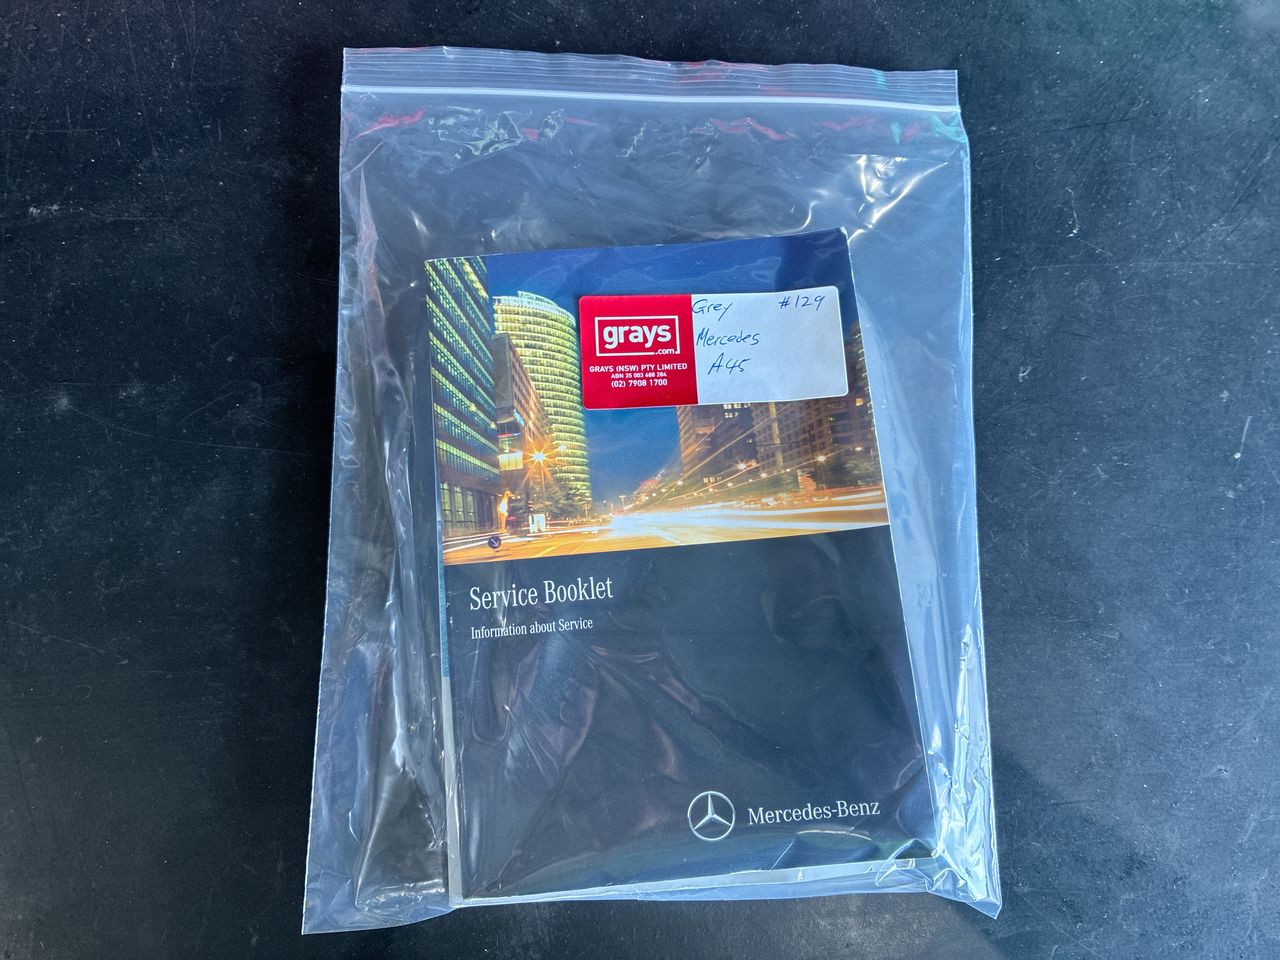 Grey #129
Mercedes
A45
grays
.com
GRAYS (NSW) PTY LIMITED
ABN 35 003 688 284
(02) 7908 1700
Service Booklet
Information about Service
Mercedes-Benz